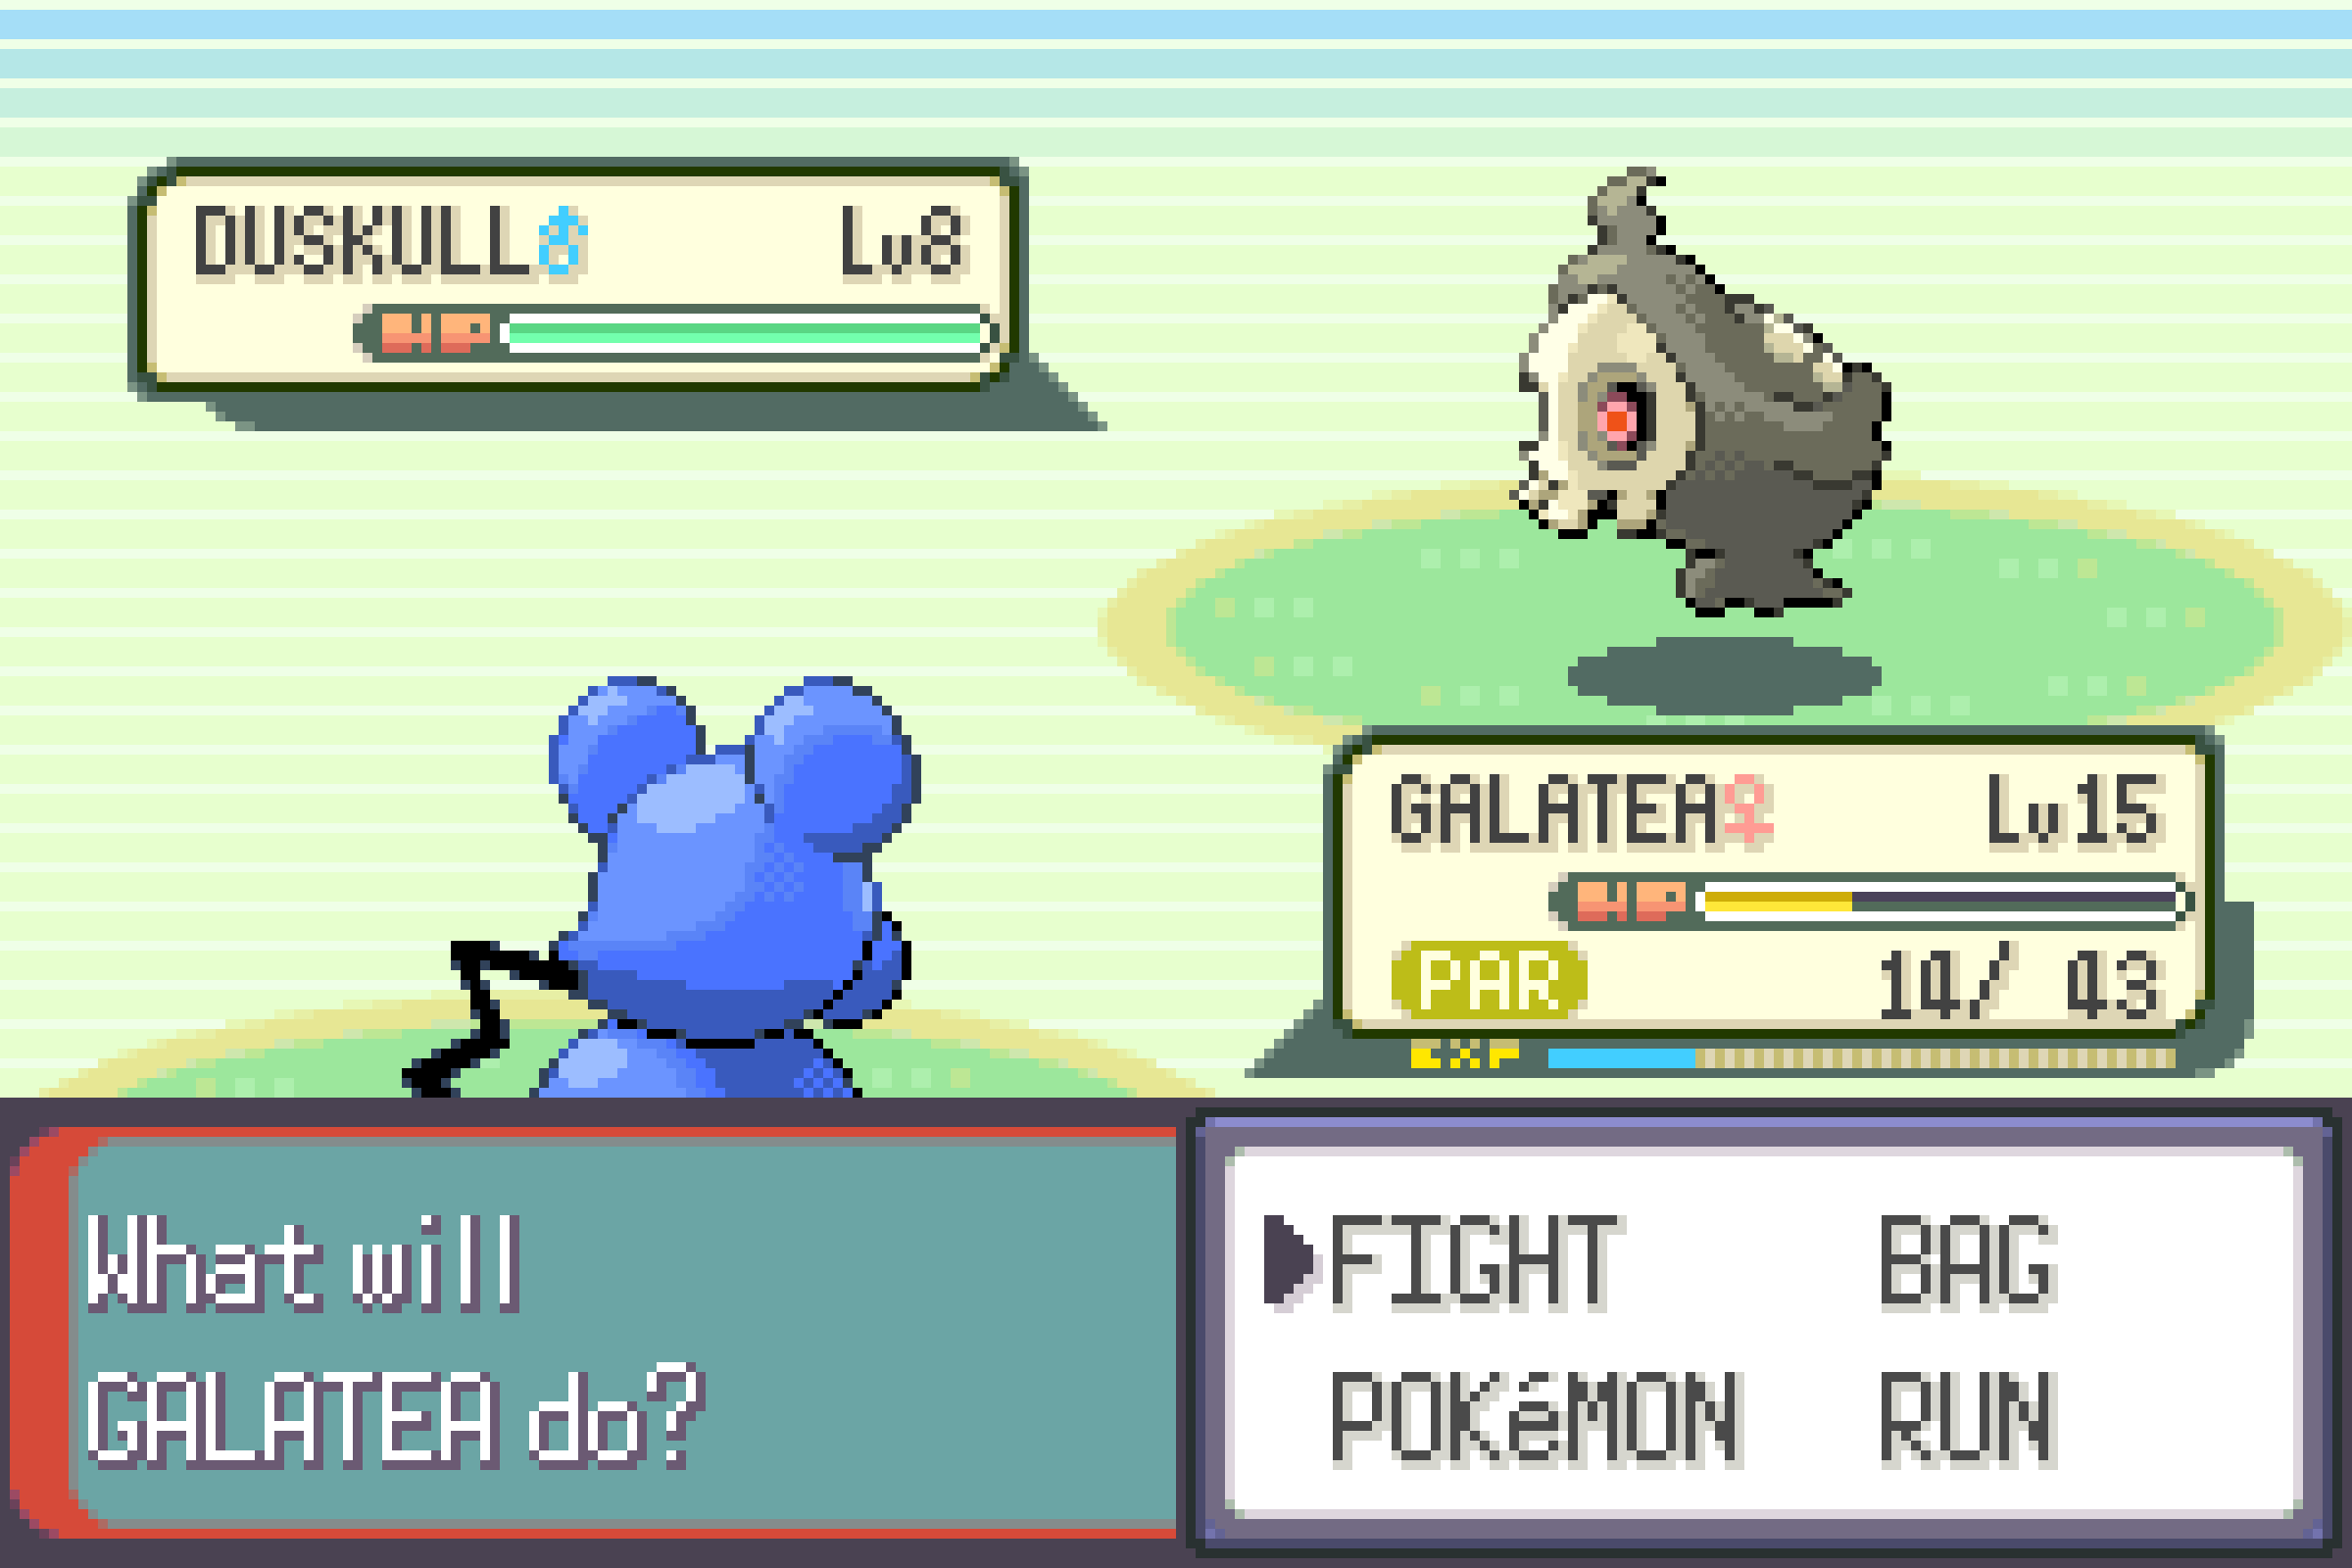 DUSKULL♂ Lv8
HP
GALATEA♀ Lv15
HP
PAR 14/ 43
EXP
What will
GALATEA do?
FIGHT BAG
POKéMON RUN